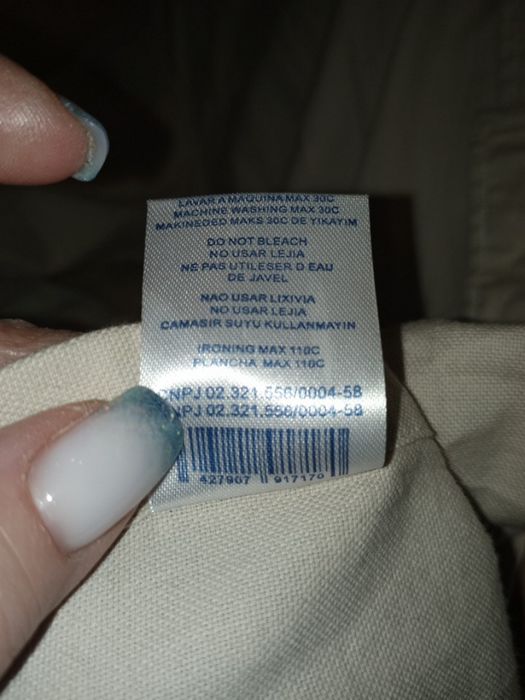 LAVAR A MAQUINA MAX 30C
MACHINE WASHING MAX 30C
MAKINEDED MAKS 30C DE YIKAYIM
DO NOT BLEACH
NO USAR LEJIA
NE PAS UTILESER D EAU
DE JAVEL
NAO USAR LIXIVIA
NO USAR LEJIA
CAMASIR SUYU KULLANMAYIN
IRONING MAX 110C
PLANCHA MAX 110C
CNPJ 02.321.556/0004-58
NPJ 02.321.556/0004-58
427907 917170